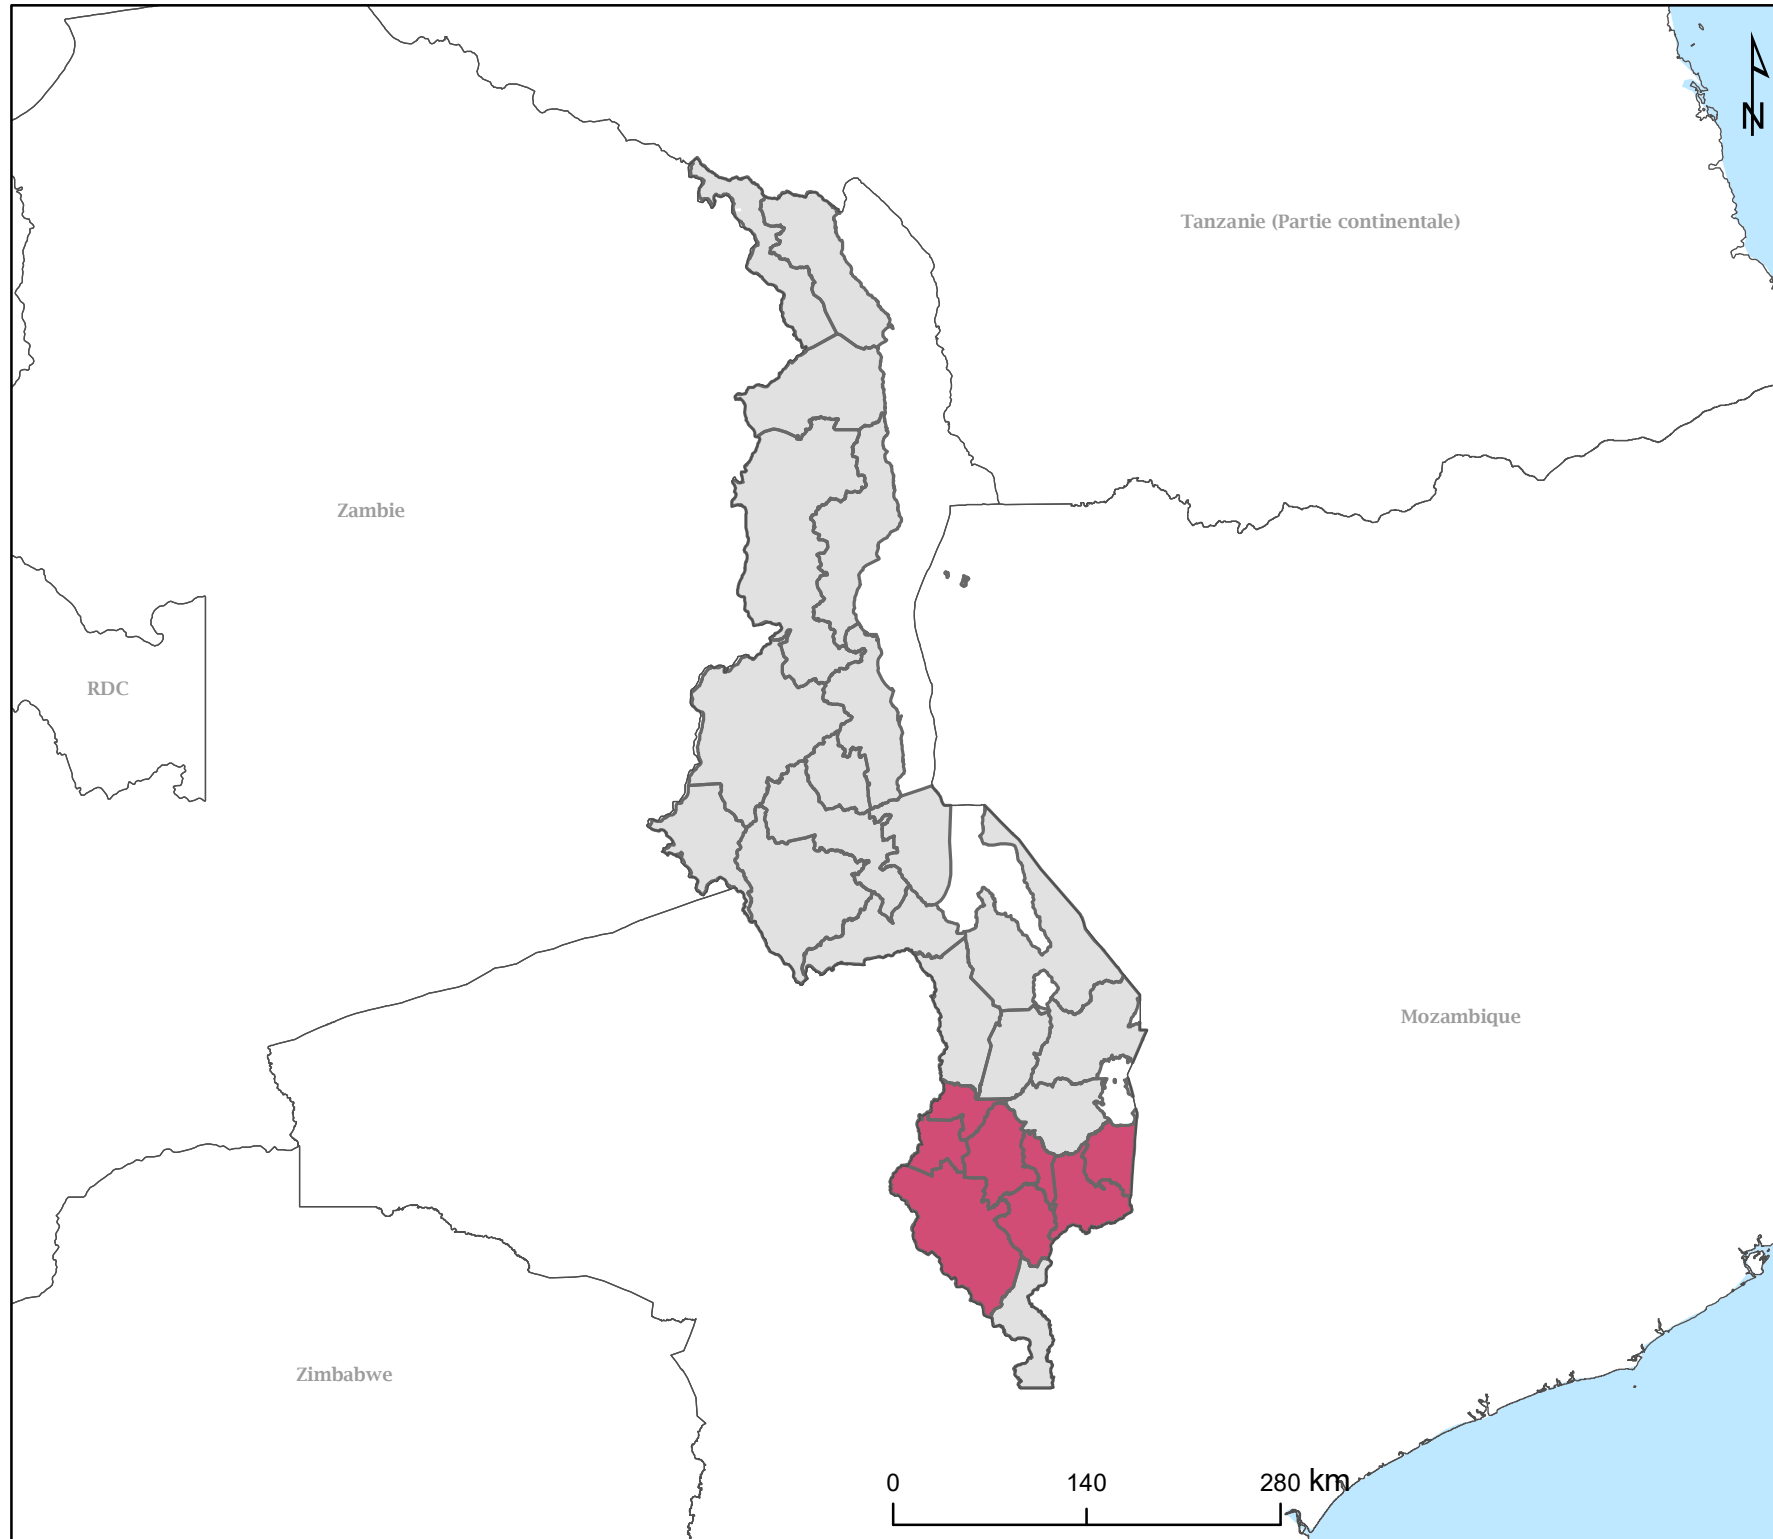 N
Tanzanie (Partie continentale)
Zambie
RDC
Mozambique
Zimbabwe
0 140 280 km